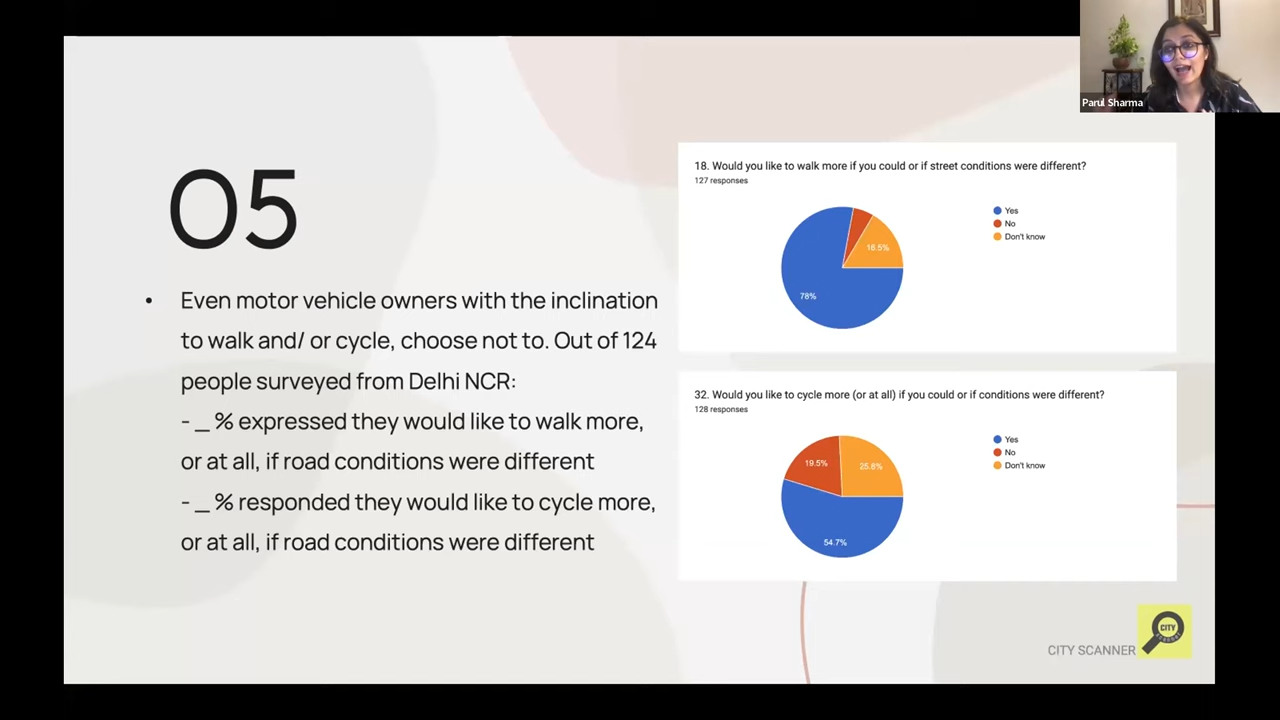 Parul Sharma
05
• Even motor vehicle owners with the inclination
to walk and/ or cycle, choose not to. Out of 124
people surveyed from Delhi NCR:
- _ % expressed they would like to walk more,
or at all, if road conditions were different
- _ % responded they would like to cycle more,
or at all, if road conditions were different
18. Would you like to walk more if you could or if street conditions were different?
127 responses
Yes
No
Don't know
16.5%
78%
32. Would you like to cycle more (or at all) if you could or if conditions were different?
128 responses
Yes
No
Don't know
19.5%
25.8%
54.7%
CITY SCANNER
CITY